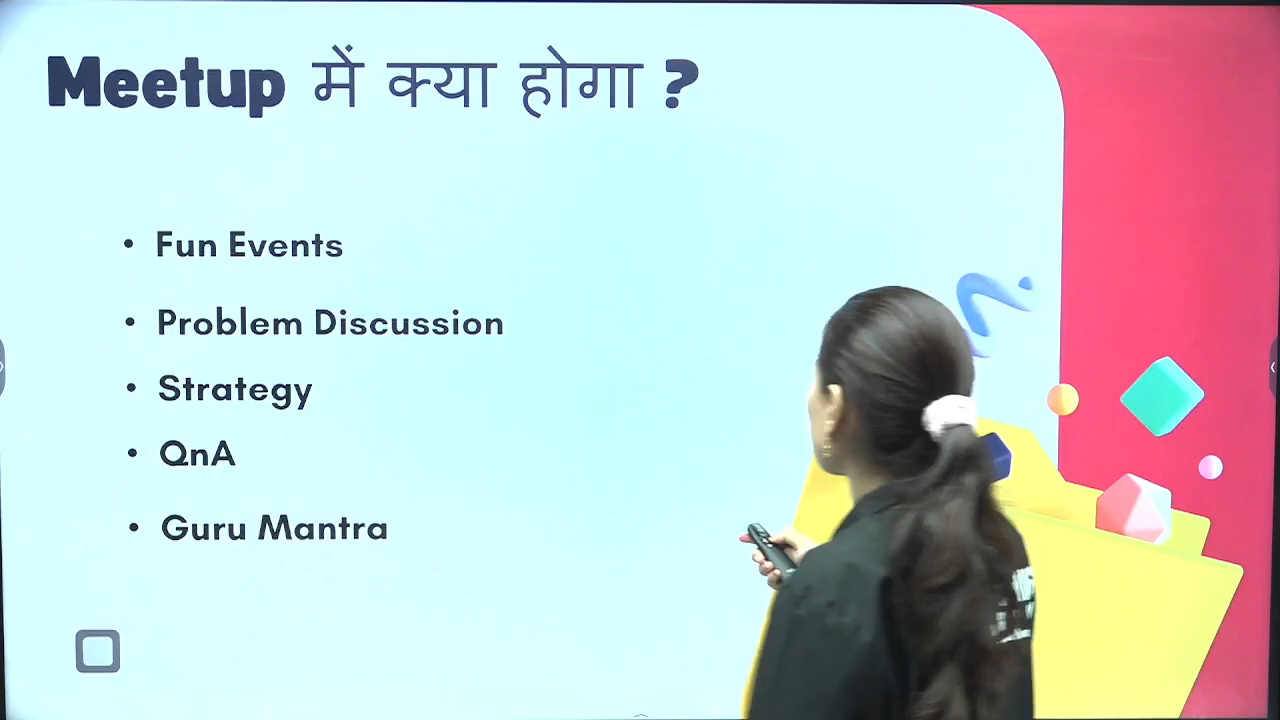 Meetup में क्या होगा ?
• Fun Events
• Problem Discussion
• Strategy
• QnA
• Guru Mantra